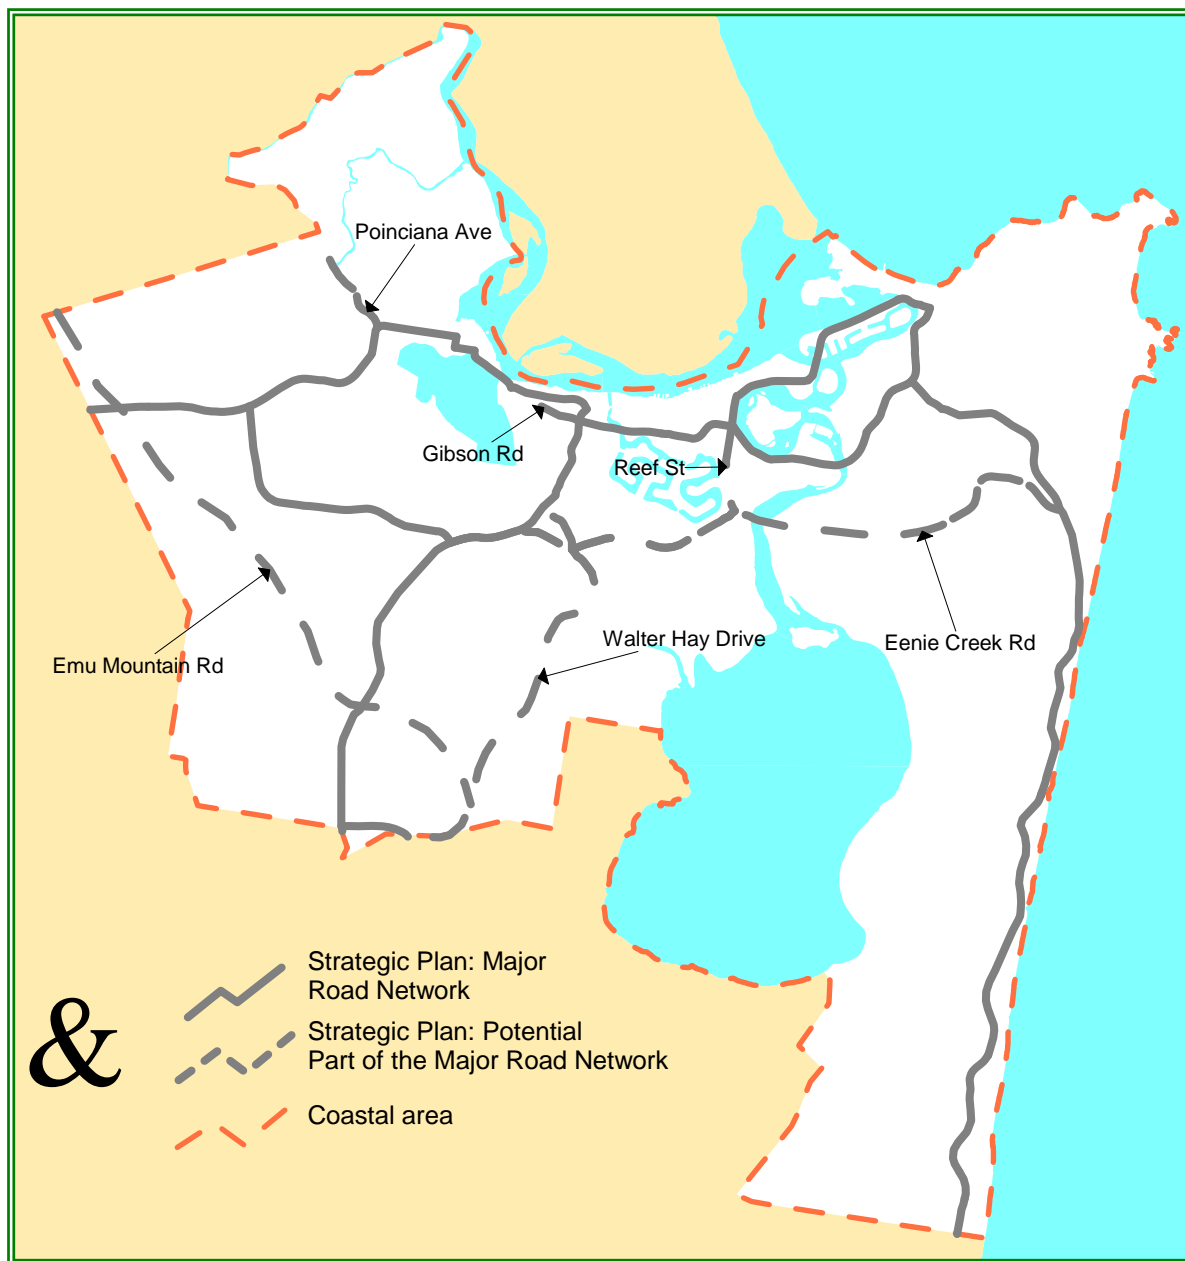 Poinciana Ave
Gibson Rd
Reef St
Walter Hay Drive
Eenie Creek Rd
Emu Mountain Rd
&
Strategic Plan: Major
Road Network
Strategic Plan: Potential
Part of the Major Road Network
Coastal area